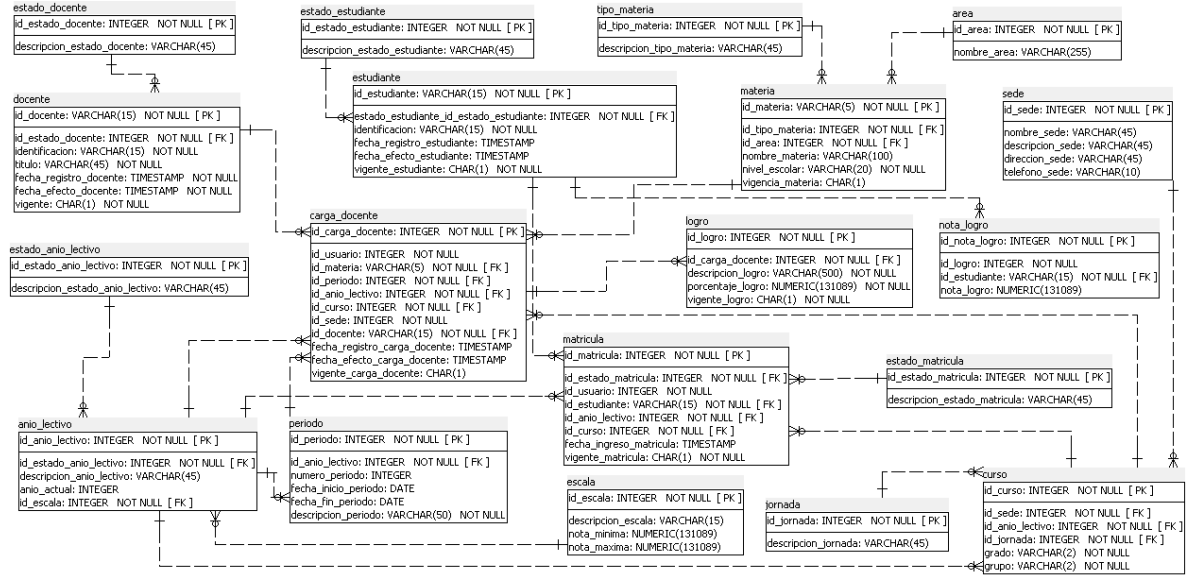 estado_docente
id_estado_docente: INTEGER NOT NULL [ PK ]
descripcion_estado_docente: VARCHAR(45)
estado_estudiante
id_estado_estudiante: INTEGER NOT NULL [ PK ]
descripcion_estado_estudiante: VARCHAR(45)
tipo_materia
id_tipo_materia: INTEGER NOT NULL [ PK ]
descripcion_tipo_materia: VARCHAR(45)
area
id_area: INTEGER NOT NULL [ PK ]
nombre_area: VARCHAR(255)
docente
id_docente: VARCHAR(15) NOT NULL [ PK ]
id_estado_docente: INTEGER NOT NULL [ FK ]
identificacion: VARCHAR(15) NOT NULL
titulo: VARCHAR(45) NOT NULL
fecha_registro_docente: TIMESTAMP NOT NULL
fecha_efecto_docente: TIMESTAMP NOT NULL
vigente: CHAR(1) NOT NULL
estudiante
id_estudiante: VARCHAR(15) NOT NULL [ PK ]
estado_estudiante_id_estado_estudiante: INTEGER NOT NULL [ FK ]
identificacion: VARCHAR(15) NOT NULL
fecha_registro_estudiante: TIMESTAMP
fecha_efecto_estudiante: TIMESTAMP
vigente_estudiante: CHAR(1) NOT NULL
materia
id_materia: VARCHAR(5) NOT NULL [ PK ]
id_tipo_materia: INTEGER NOT NULL [ FK ]
id_area: INTEGER NOT NULL [ FK ]
nombre_materia: VARCHAR(100)
nivel_escolar: VARCHAR(20) NOT NULL
vigencia_materia: CHAR(1)
sede
id_sede: INTEGER NOT NULL [ PK ]
nombre_sede: VARCHAR(45)
descripcion_sede: VARCHAR(45)
direccion_sede: VARCHAR(45)
telefono_sede: VARCHAR(10)
estado_anio_lectivo
id_estado_anio_lectivo: INTEGER NOT NULL [ PK ]
descripcion_estado_anio_lectivo: VARCHAR(45)
carga_docente
id_carga_docente: INTEGER NOT NULL [ PK ]
id_usuario: INTEGER NOT NULL
id_materia: VARCHAR(5) NOT NULL [ FK ]
id_periodo: INTEGER NOT NULL [ FK ]
id_anio_lectivo: INTEGER NOT NULL [ FK ]
id_curso: INTEGER NOT NULL [ FK ]
id_sede: INTEGER NOT NULL
id_docente: VARCHAR(15) NOT NULL [ FK ]
fecha_registro_carga_docente: TIMESTAMP
fecha_efecto_carga_docente: TIMESTAMP
vigente_carga_docente: CHAR(1)
logro
id_logro: INTEGER NOT NULL [ PK ]
id_carga_docente: INTEGER NOT NULL [ FK ]
descripcion_logro: VARCHAR(500) NOT NULL
porcentaje_logro: NUMERIC(131089) NOT NULL
vigente_logro: CHAR(1) NOT NULL
nota_logro
id_nota_logro: INTEGER NOT NULL [ PK ]
id_logro: INTEGER NOT NULL
id_estudiante: VARCHAR(15) NOT NULL [ FK ]
nota_logro: NUMERIC(131089)
matricula
id_matricula: INTEGER NOT NULL [ PK ]
id_estado_matricula: INTEGER NOT NULL [ FK ]
id_usuario: INTEGER NOT NULL
id_estudiante: VARCHAR(15) NOT NULL [ FK ]
id_anio_lectivo: INTEGER NOT NULL [ FK ]
id_curso: INTEGER NOT NULL [ FK ]
fecha_ingreso_matricula: TIMESTAMP
vigente_matricula: CHAR(1) NOT NULL
estado_matricula
id_estado_matricula: INTEGER NOT NULL [ PK ]
descripcion_estado_matricula: VARCHAR(45)
anio_lectivo
id_anio_lectivo: INTEGER NOT NULL [ PK ]
id_estado_anio_lectivo: INTEGER NOT NULL [ FK ]
descripcion_anio_lectivo: VARCHAR(45)
anio_actual: INTEGER
id_escala: INTEGER NOT NULL [ FK ]
periodo
id_periodo: INTEGER NOT NULL [ PK ]
id_anio_lectivo: INTEGER NOT NULL [ FK ]
numero_periodo: INTEGER
fecha_inicio_periodo: DATE
fecha_fin_periodo: DATE
descripcion_periodo: VARCHAR(50) NOT NULL
escala
id_escala: INTEGER NOT NULL [ PK ]
descripcion_escala: VARCHAR(15)
nota_minima: NUMERIC(131089)
nota_maxima: NUMERIC(131089)
jornada
id_jornada: INTEGER NOT NULL [ PK ]
descripcion_jornada: VARCHAR(45)
curso
id_curso: INTEGER NOT NULL [ PK ]
id_sede: INTEGER NOT NULL [ FK ]
id_anio_lectivo: INTEGER NOT NULL [ FK ]
id_jornada: INTEGER NOT NULL [ FK ]
grado: VARCHAR(2) NOT NULL
grupo: VARCHAR(2) NOT NULL